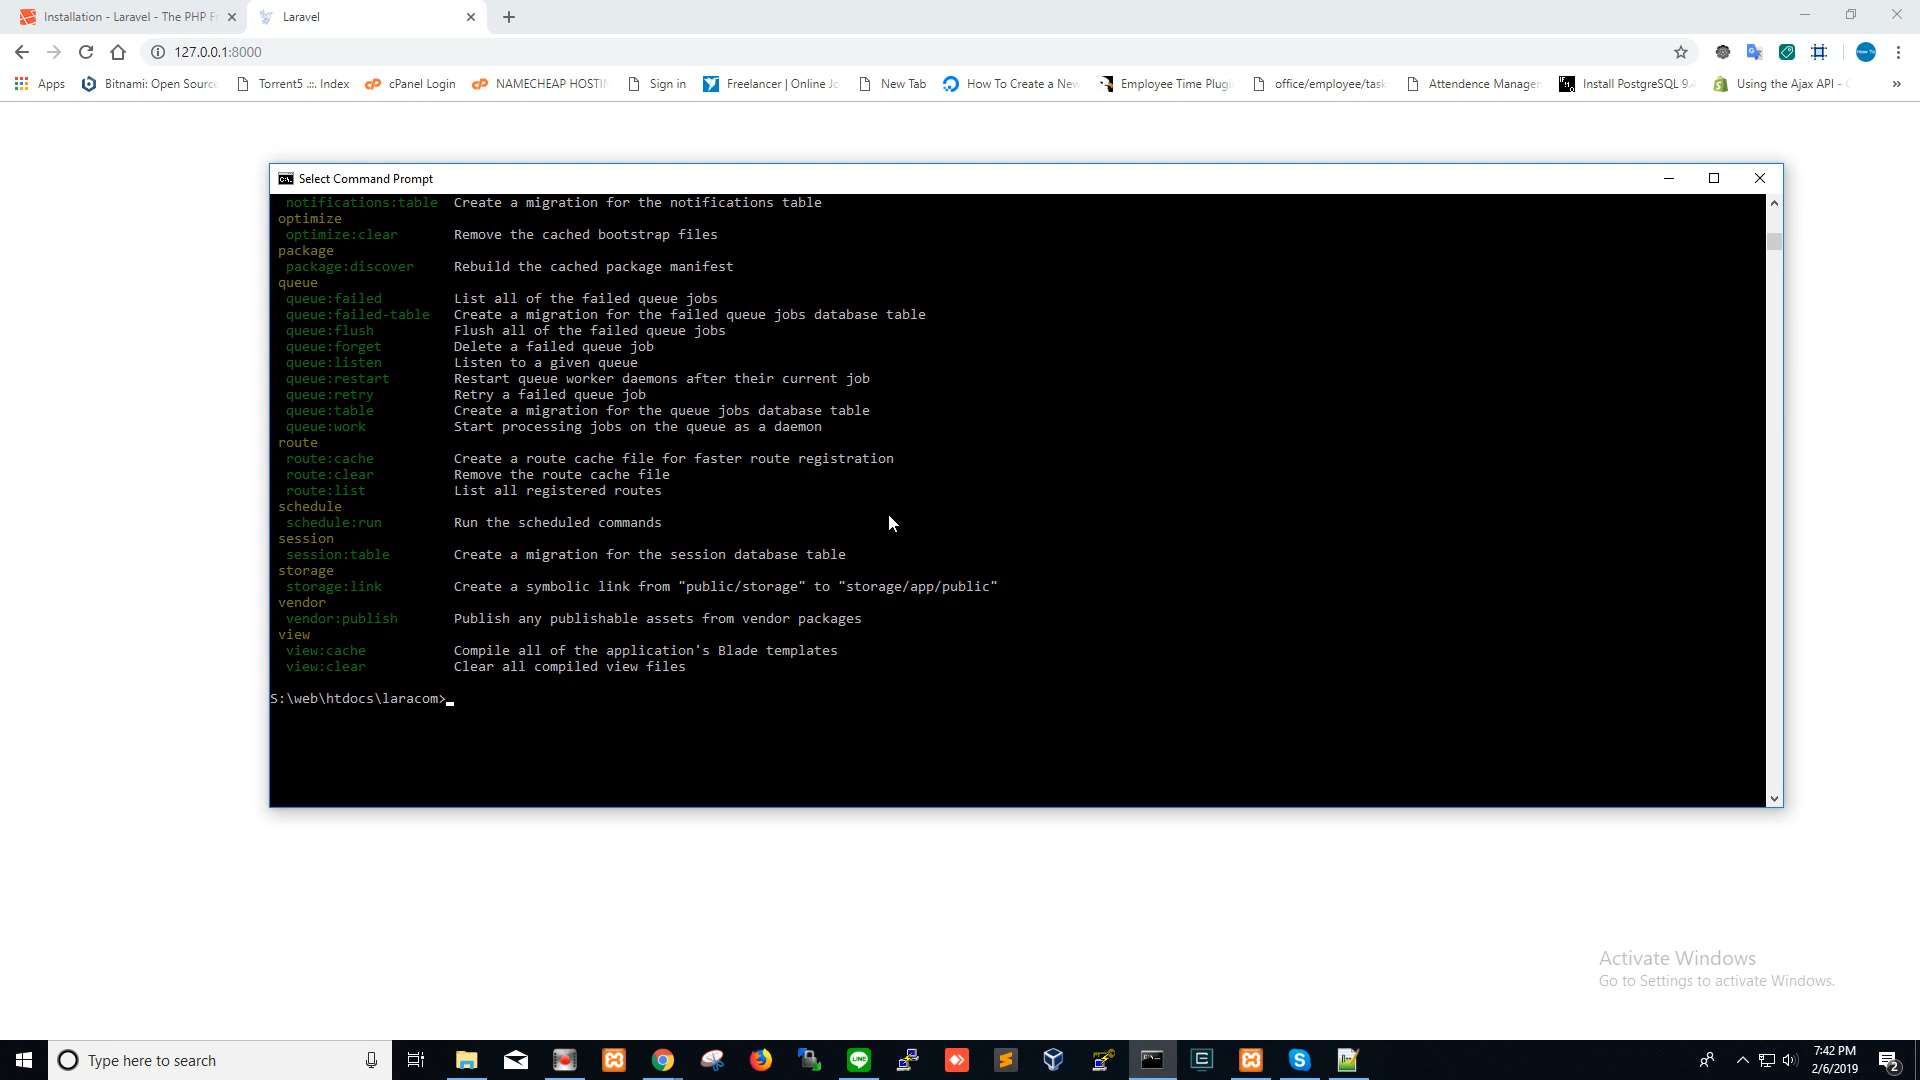 Installation - Laravel - The PHP Fr
Laravel
127.0.0.1:8000
Apps
Bitnami: Open Source
Torrent5 .::. Index
cPanel Login
NAMECHEAP HOSTIN
Sign in
Freelancer | Online Jo
New Tab
How To Create a New
Employee Time Plugi
office/employee/task
Attendence Manager
Install PostgreSQL 9.4
Using the Ajax API -
Select Command Prompt
notifications:table Create a migration for the notifications table
optimize
optimize:clear Remove the cached bootstrap files
package
package:discover Rebuild the cached package manifest
queue
queue:failed List all of the failed queue jobs
queue:failed-table Create a migration for the failed queue jobs database table
queue:flush Flush all of the failed queue jobs
queue:forget Delete a failed queue job
queue:listen Listen to a given queue
queue:restart Restart queue worker daemons after their current job
queue:retry Retry a failed queue job
queue:table Create a migration for the queue jobs database table
queue:work Start processing jobs on the queue as a daemon
route
route:cache Create a route cache file for faster route registration
route:clear Remove the route cache file
route:list List all registered routes
schedule
schedule:run Run the scheduled commands
session
session:table Create a migration for the session database table
storage
storage:link Create a symbolic link from "public/storage" to "storage/app/public"
vendor
vendor:publish Publish any publishable assets from vendor packages
view
view:cache Compile all of the application's Blade templates
view:clear Clear all compiled view files
S:\web\htdocs\laracom>
Activate Windows
Go to Settings to activate Windows.
Type here to search
7:42 PM
2/6/2019
2